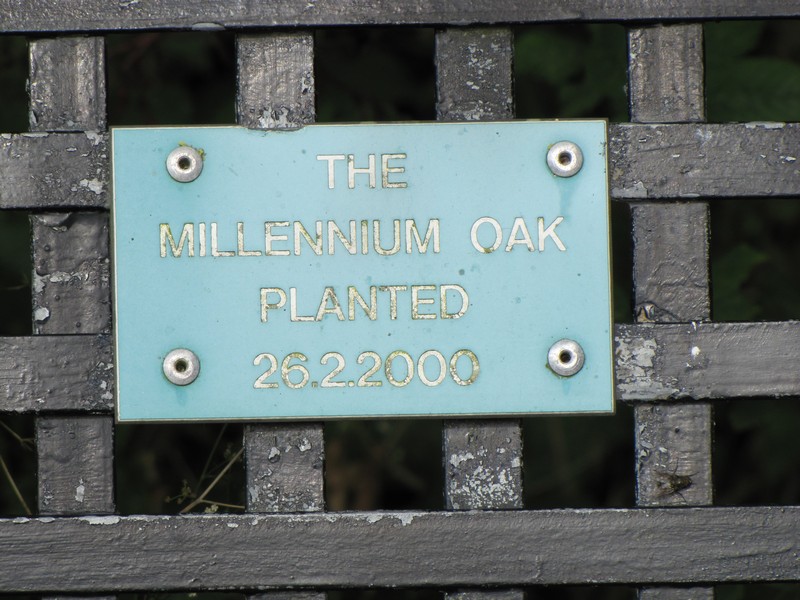 THE
MILLENNIUM OAK
PLANTED
26.2.2000